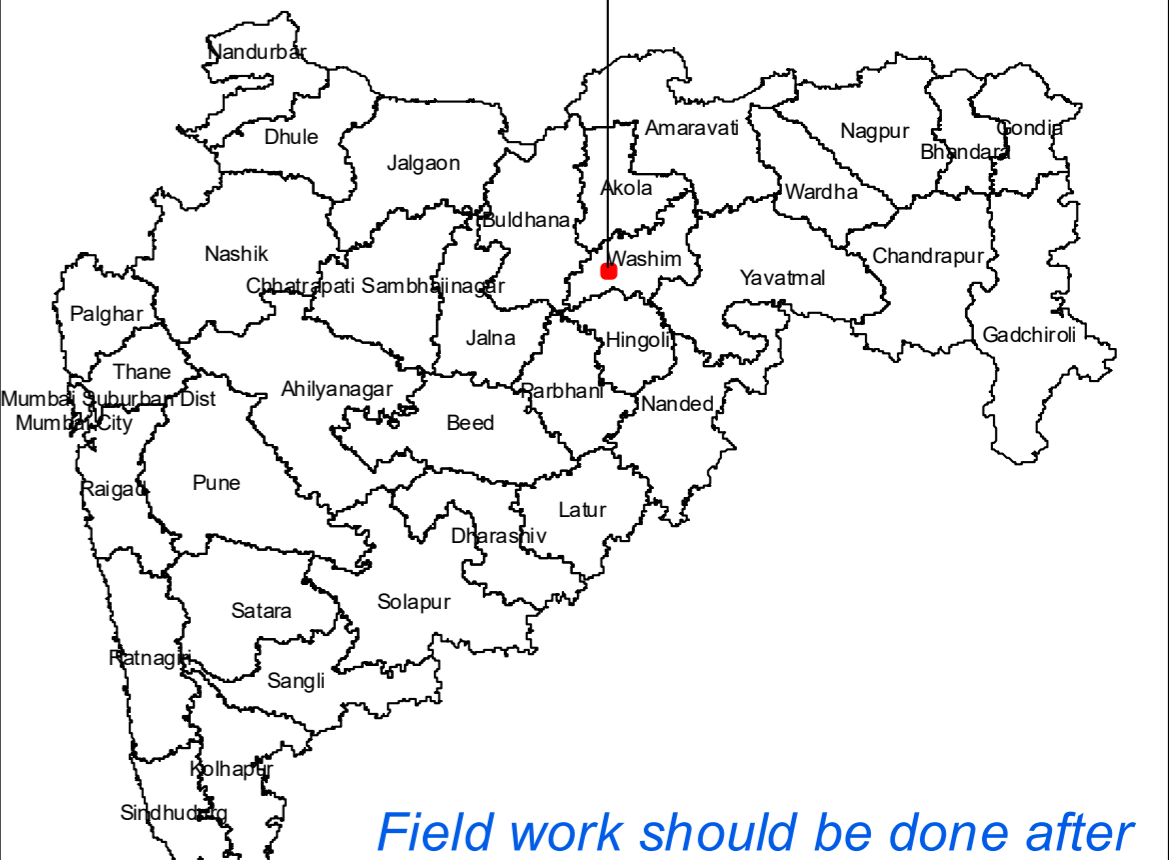 Nandurbar
Dhule
Jalgaon
Amaravati
Nagpur
Gondia
Bhandara
Akola
Wardha
Buldhana
Nashik
Washim
Chandrapur
Chhatrapati Sambhajinagar
Yavatmal
Palghar
Jalna
Hingoli
Gadchiroli
Thane
Ahilyanagar
Parbhani
Mumbai Suburban Dist
Nanded
Mumbai City
Beed
Raigad
Pune
Latur
Dharashiv
Satara
Solapur
Ratnagiri
Sangli
Kolhapur
Sindhudurg
Field work should be done after